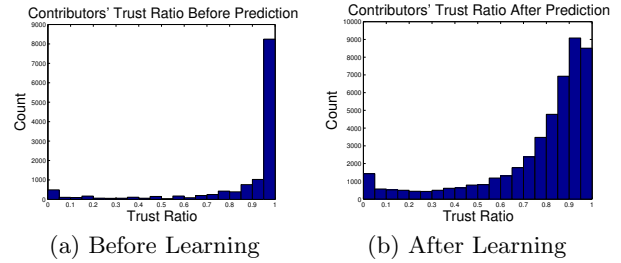 Contributors' Trust Ratio Before Prediction
9000
8000
7000
6000
5000
4000
3000
2000
1000
0
Count
0 0.1 0.2 0.3 0.4 0.5 0.6 0.7 0.8 0.9 1
Trust Ratio
(a) Before Learning
Contributors' Trust Ratio After Prediction
10000
9000
8000
7000
6000
5000
4000
3000
2000
1000
0
Count
0 0.1 0.2 0.3 0.4 0.5 0.6 0.7 0.8 0.9 1
Trust Ratio
(b) After Learning